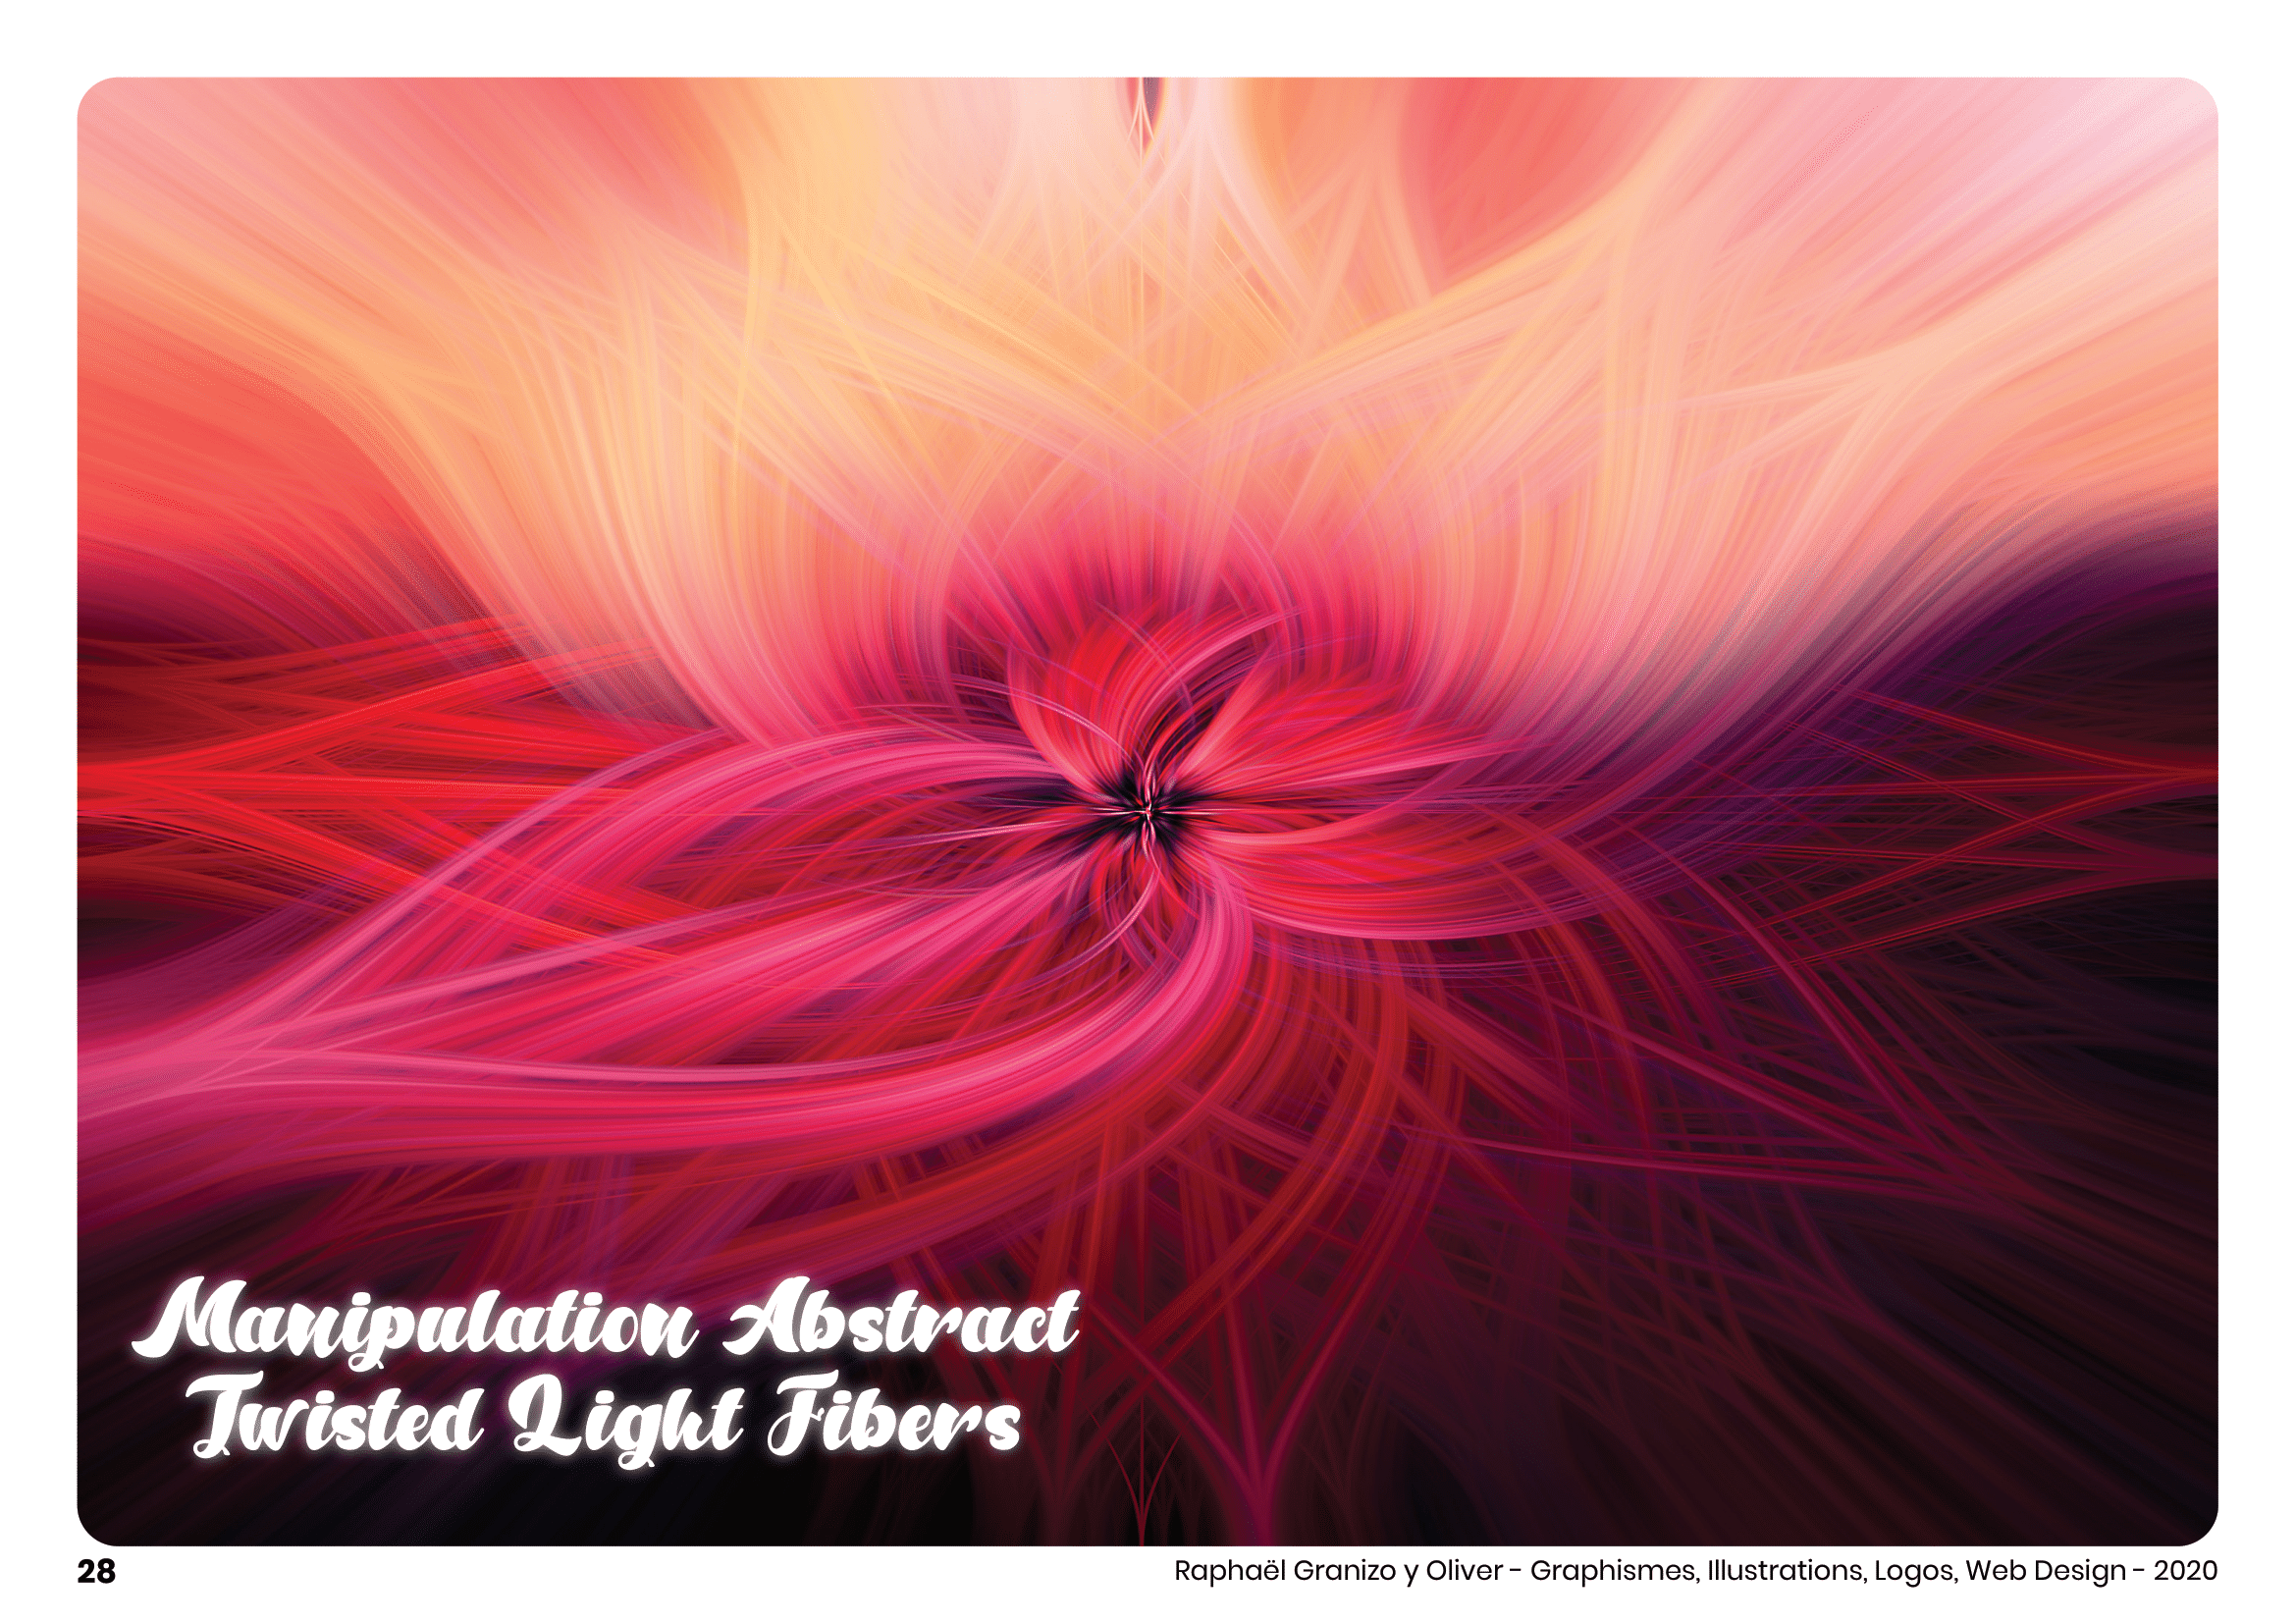 Manipulation Abstract
Twisted Light Fibers
28
Raphaël Granizo y Oliver - Graphismes, Illustrations, Logos, Web Design - 2020